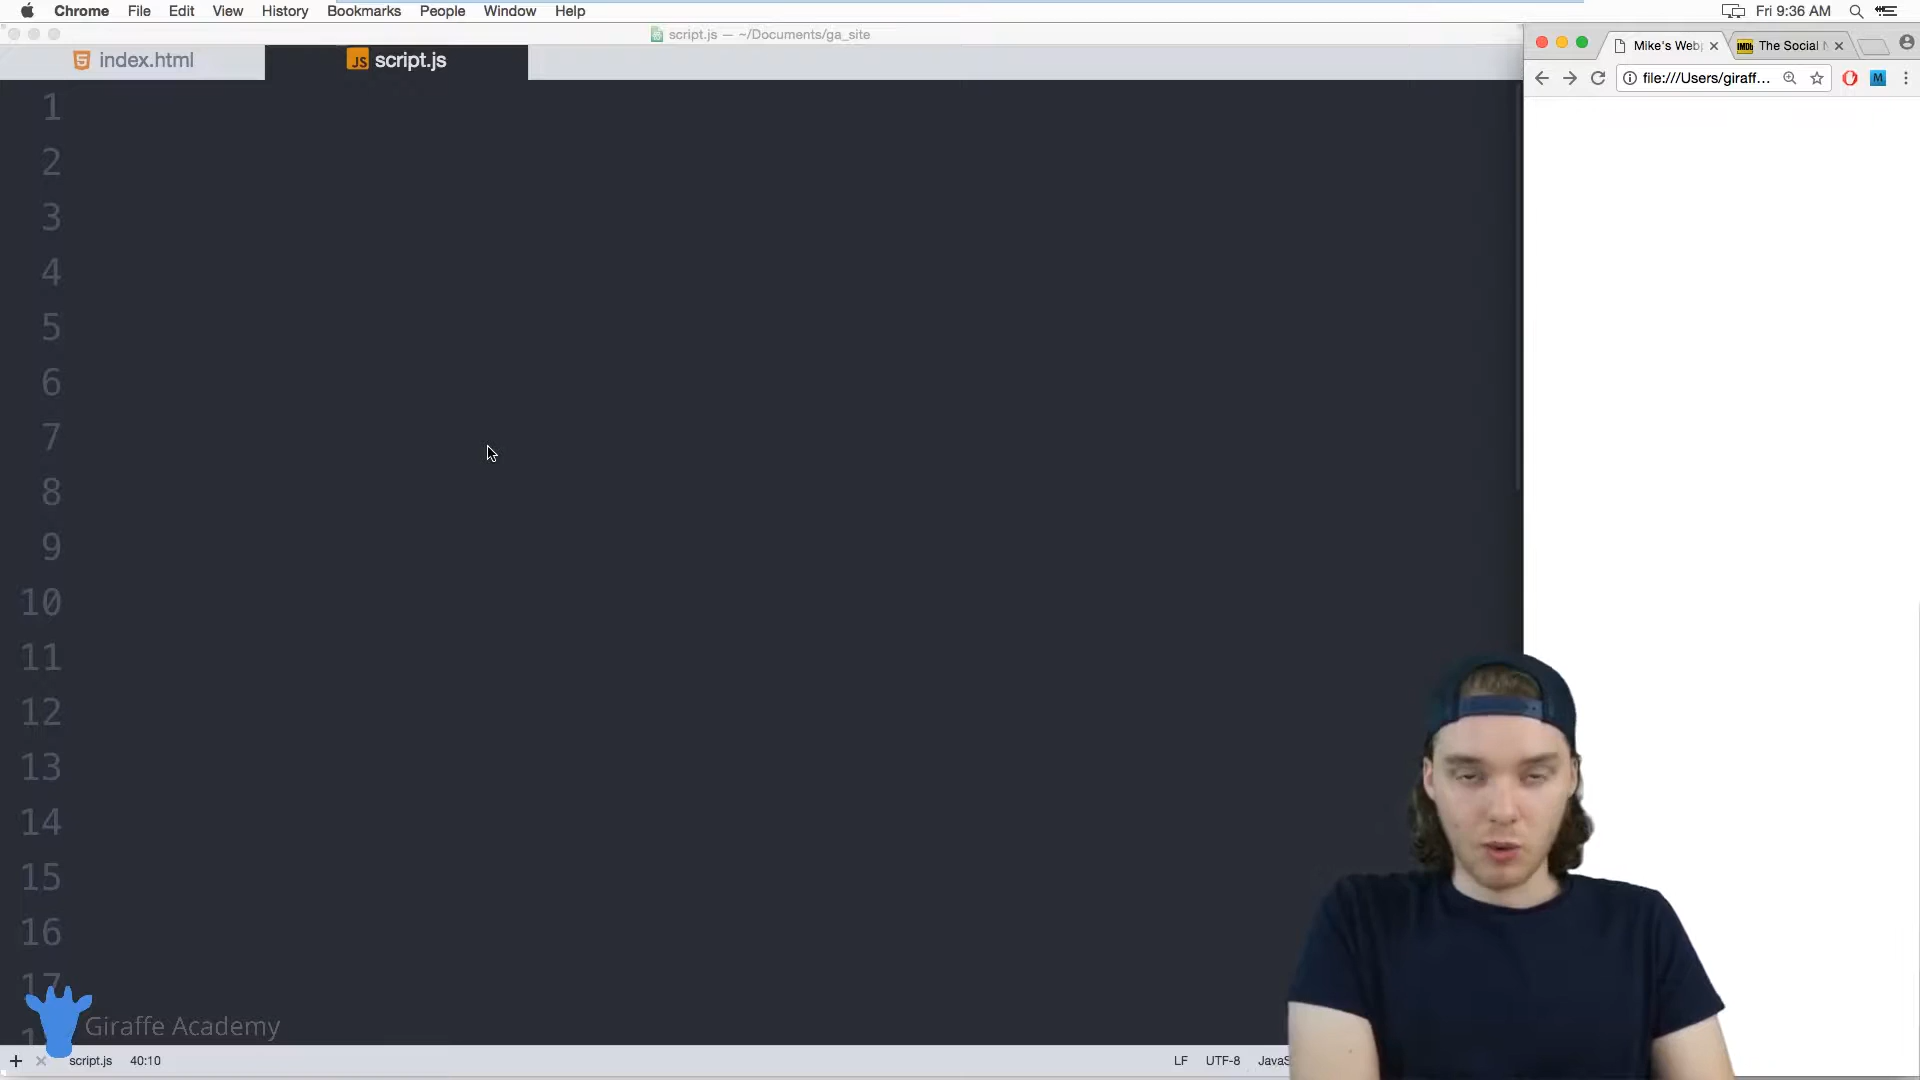 Chrome File Edit View History Bookmarks People Window Help
Fri 9:36 AM
script.js — ~/Documents/ga_site
index.html
script.js
Mike's Web
The Social
file:///Users/giraff...
1
2
3
4
5
6
7
8
9
10
11
12
13
14
15
16
17
Giraffe Academy
script.js 40:10
LF UTF-8 JavaS